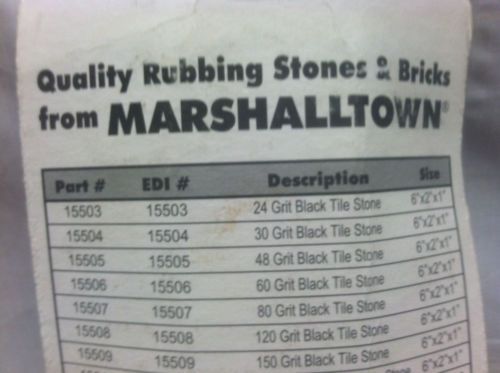 Quality Rubbing Stones & Bricks
from MARSHALLTOWN®
Part # EDI # Description Size
15503 15503 24 Grit Black Tile Stone 6"x2"x1"
15504 15504 30 Grit Black Tile Stone 6"x2"x1"
15505 15505 48 Grit Black Tile Stone 6"x2"x1"
15506 15506 60 Grit Black Tile Stone 6"x2"x1"
15507 15507 80 Grit Black Tile Stone 6"x2"x1"
15508 15508 120 Grit Black Tile Stone 6"x2"x1"
15509 15509 150 Grit Black Tile Stone 6"x2"x1"
Stone 6"x2"x1"